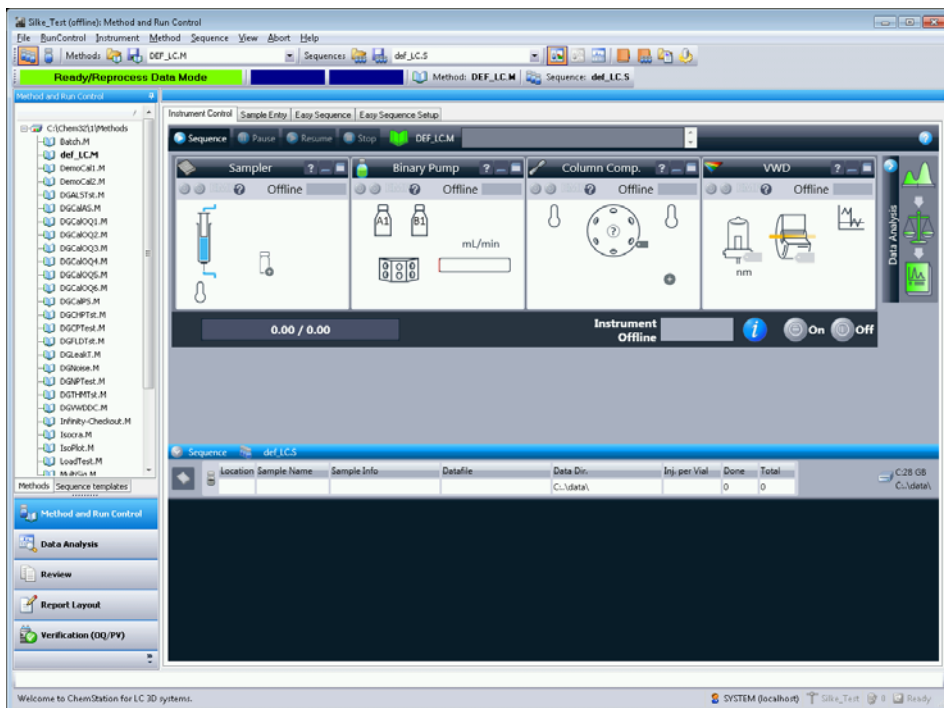 Silke_Test (offline): Method and Run Control
File RunControl Instrument Method Sequence View Abort Help
Methods: DEF_LC.M Sequences: def_LC.S
Ready/Reprocess Data Mode Method: DEF_LC.M Sequence: def_LC.S
Method and Run Control
Instrument Control Sample Entry Easy Sequence Easy Sequence Setup
C:\Chem32\1\Methods
Batch.M
def_LC.M
DemoCal1.M
DemoCal2.M
DGALSTst.M
DGCalAS.M
DGCalOQ1.M
DGCalOQ2.M
DGCalOQ3.M
DGCalOQ4.M
DGCalOQ5.M
DGCalOQ6.M
DGCalPS.M
DGCHPTst.M
DGCPTest.M
DGFLDTst.M
DGLeakT.M
DGNoise.M
DGNPTest.M
DGTHMTst.M
DGVWDDC.M
Infinity-Checkout.M
Isocra.M
IsoPlot.M
LoadTest.M
Methods Sequence templates
Method and Run Control
Data Analysis
Review
Report Layout
Verification (OQ/PV)
Sequence Pause Resume Stop DEF_LC.M ?
Sampler ? Binary Pump ? Column Comp. ? VWD ?
? Offline ? Offline ? Offline ? Offline
A1 B1
?
mL/min
nm
Data Analysis
0.00 / 0.00
Instrument
Offline
i On Off
Sequence def_LC.S
Location Sample Name Sample Info Datafile Data Dir. Inj. per Vial Done Total
C:..\data\ 0 0
C:28 GB
C:..\data\
Welcome to ChemStation for LC 3D systems.
SYSTEM (localhost) Silke_Test 0 Ready